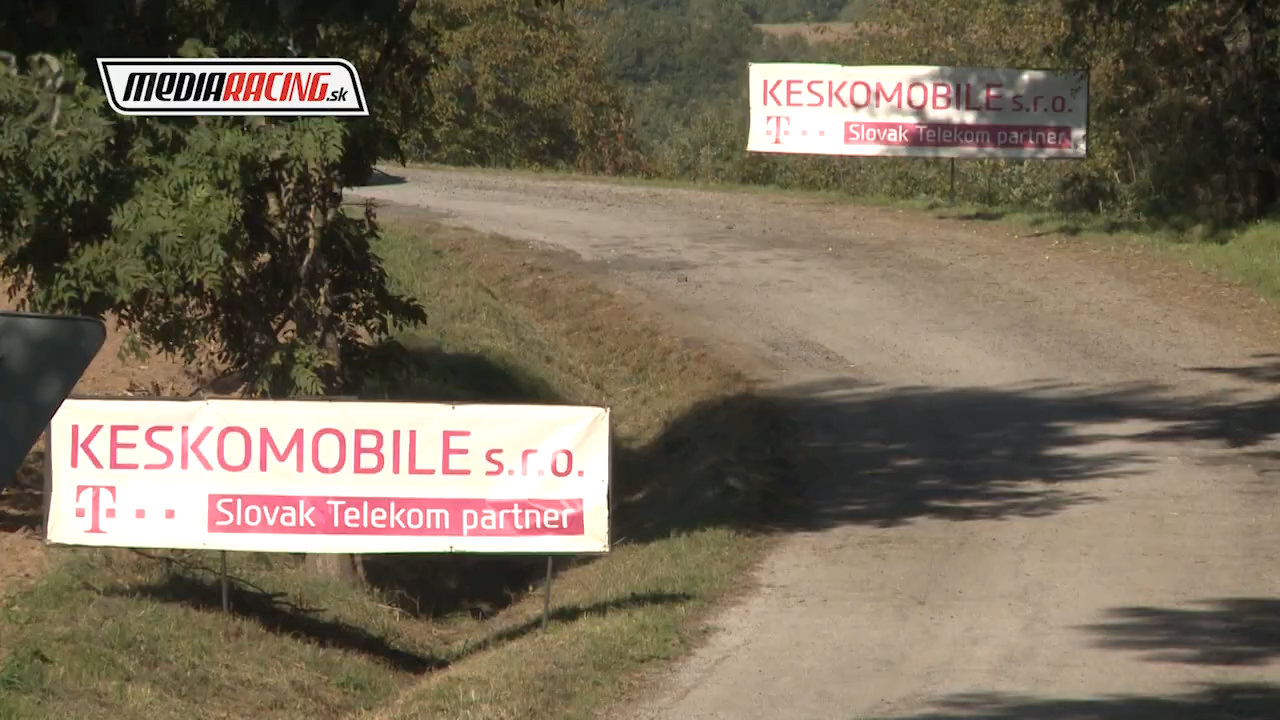 MEDIARACING.sk
KESKOMOBILE s.r.o.
T
Slovak Telekom partner
KESKOMOBILE s.r.o.
T
Slovak Telekom partner